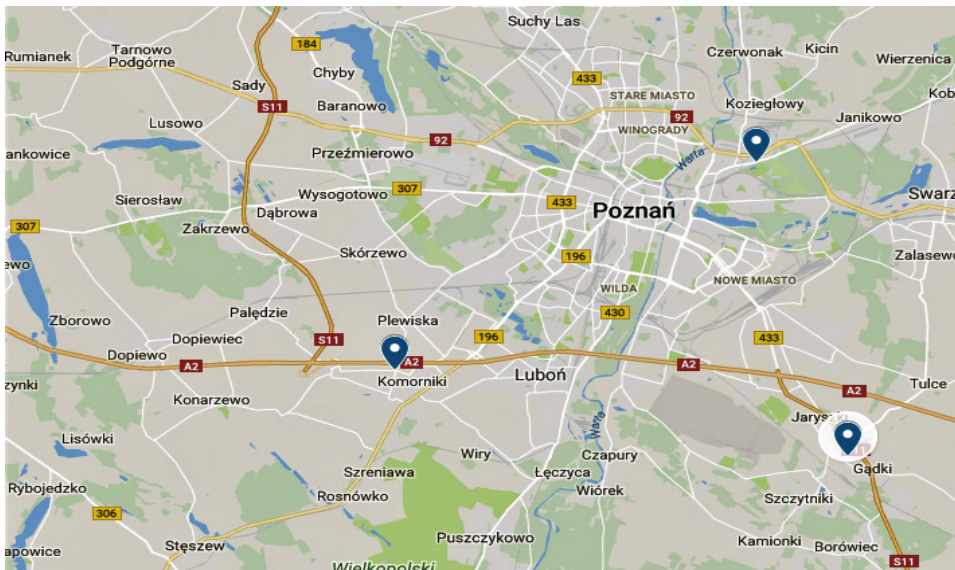 Suchy Las
Kicin
184
Czerwonak
Rumianek
Tarnowo
Podgórne
Wierzenica
Chyby
433
Sady
STARE MIASTO
Kob
S11
Baranowo
Koziegłowy
92
Janikowo
Lusowo
WINOGRADY
92
ankowice
Przeźmierowo
Warta
Wysogotowo
307
Sierosław
Swarz
Dąbrowa
433
Poznań
307
Zakrzewo
Skórzewo
196
Zalasewo
ewo
NOWE MIASTO
WILDA
Palędzie
430
Zborowo
Plewiska
Dopiewiec
S11
196
433
Dopiewo
A2
A2
A2
Luboń
Komorniki
zynki
Tulce
A2
Konarzewo
Jaryszki
Warta
Lisówki
S11
Wiry
Czapury
Gądki
Szreniawa
Łęczyca
Rybojedzko
Rosnówko
Wiórek
Szczytniki
306
Puszczykowo
Kamionki
Borówiec
apowice
Stęszew
S11
Wielkopolski